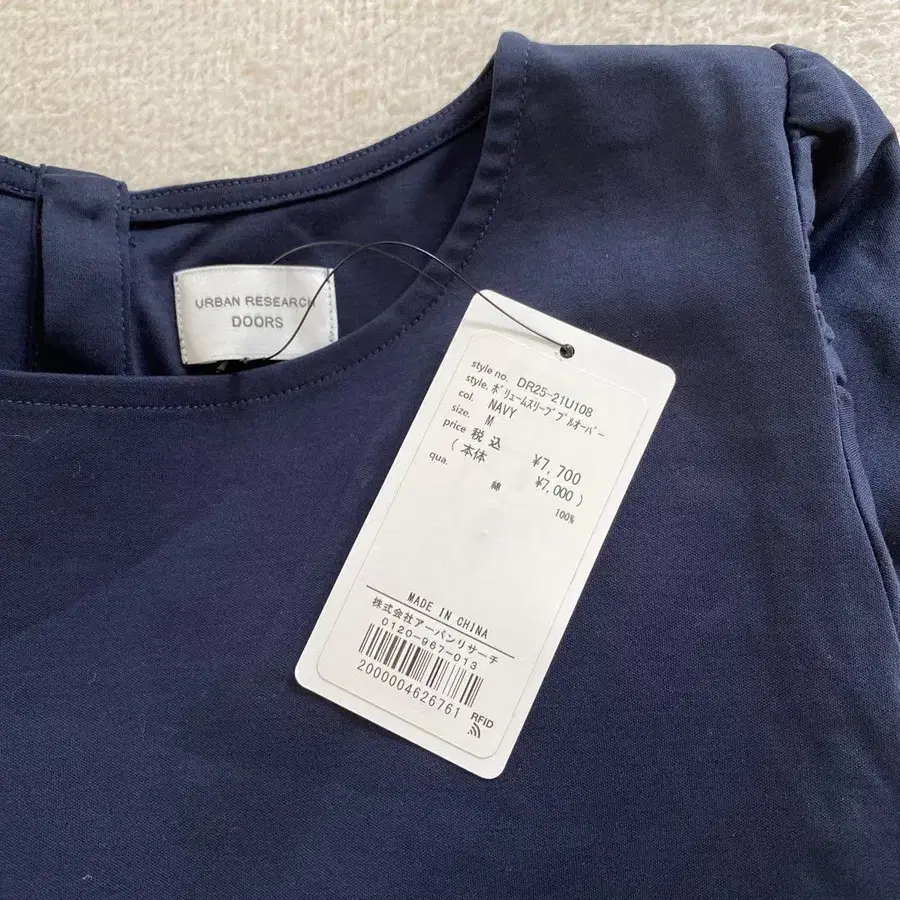 URBAN RESEARCH
DOORS
style no. DR25-21U108
style. ﾎﾞﾘｭｰﾑｽﾘｰﾌﾞﾌﾟﾙｵｰﾊﾞｰ
col. NAVY
size. M
price 税込 ¥7,700
(本体 ¥7,000)
qua.
綿 100%
MADE IN CHINA
株式会社アーバンリサーチ
0120-967-013
2000004626761
RFID